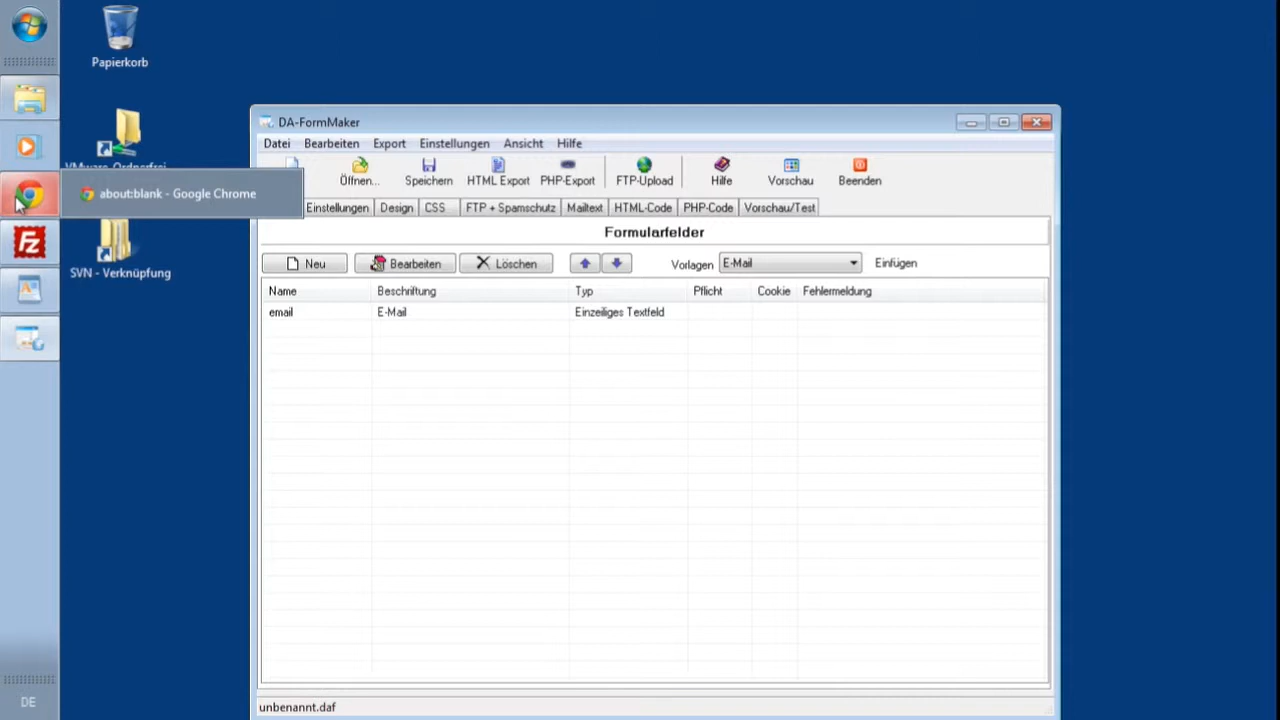 Papierkorb
VMware-Ordnerfrei
about:blank - Google Chrome
FZ
SVN - Verknüpfung
DE
DA-FormMaker
Datei Bearbeiten Export Einstellungen Ansicht Hilfe
Öffnen... Speichern HTML Export PHP-Export FTP-Upload Hilfe Vorschau Beenden
Einstellungen Design CSS FTP + Spamschutz Mailtext HTML-Code PHP-Code Vorschau/Test
Formularfelder
Neu Bearbeiten Löschen Vorlagen E-Mail Einfügen
Name Beschriftung Typ Pflicht Cookie Fehlermeldung
email E-Mail Einzeiliges Textfeld
unbenannt.daf